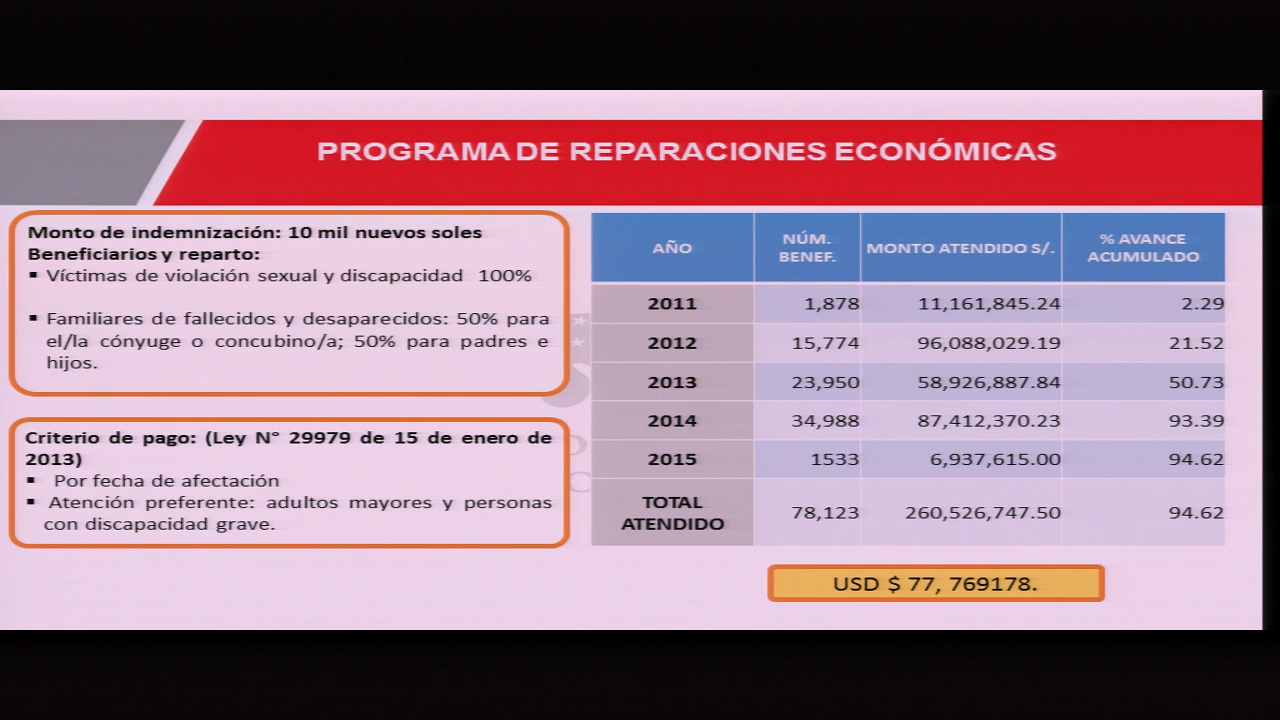 PROGRAMA DE REPARACIONES ECONÓMICAS
Monto de indemnización: 10 mil nuevos soles
Beneficiarios y reparto:
▪ Víctimas de violación sexual y discapacidad 100%
▪ Familiares de fallecidos y desaparecidos: 50% para
el/la cónyuge o concubino/a; 50% para padres e
hijos.
Criterio de pago: (Ley N° 29979 de 15 de enero de
2013)
▪ Por fecha de afectación
▪ Atención preferente: adultos mayores y personas
con discapacidad grave.
AÑO NÚM. BENEF. MONTO ATENDIDO S/. % AVANCE ACUMULADO
2011 1,878 11,161,845.24 2.29
2012 15,774 96,088,029.19 21.52
2013 23,950 58,926,887.84 50.73
2014 34,988 87,412,370.23 93.39
2015 1533 6,937,615.00 94.62
TOTAL ATENDIDO 78,123 260,526,747.50 94.62
USD $ 77, 769178.